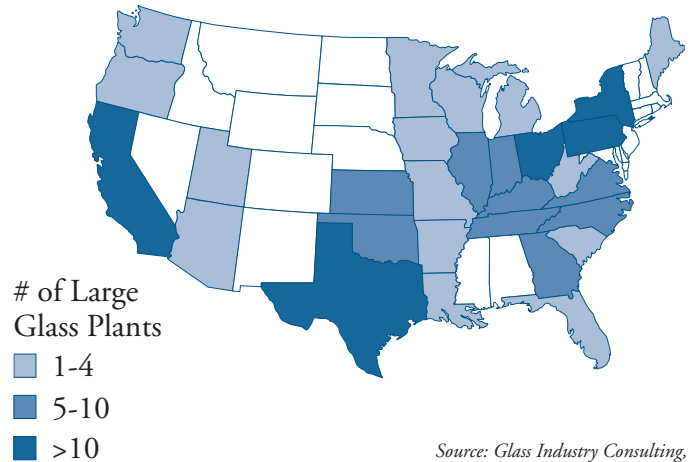 # of Large
Glass Plants
1-4
5-10
>10
Source: Glass Industry Consulting,